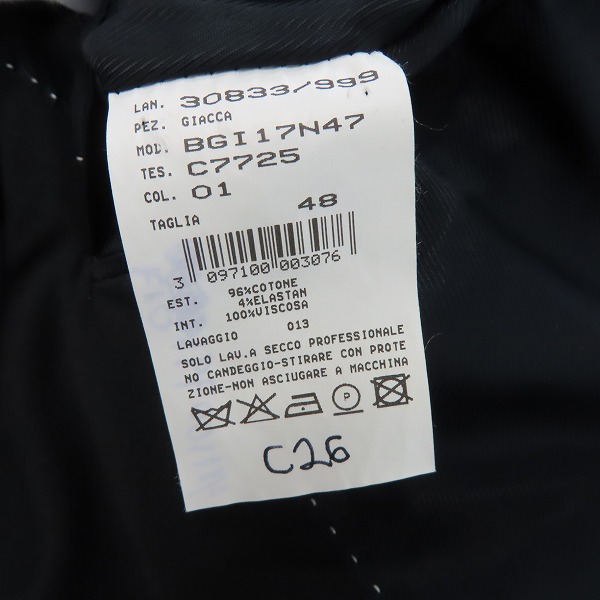 LAN. 30833/999
PEZ. GIACCA
MOD. BGI17N47
TES. C7725
COL. 01
TAGLIA 48
3 097100 003076
EST. 96%COTONE
4%ELASTAN
INT. 100%VISCOSA
LAVAGGIO 013
SOLO LAV.A SECCO PROFESSIONALE
NO CANDEGGIO-STIRARE CON PROTE
ZIONE-NON ASCIUGARE A MACCHINA
P
C26